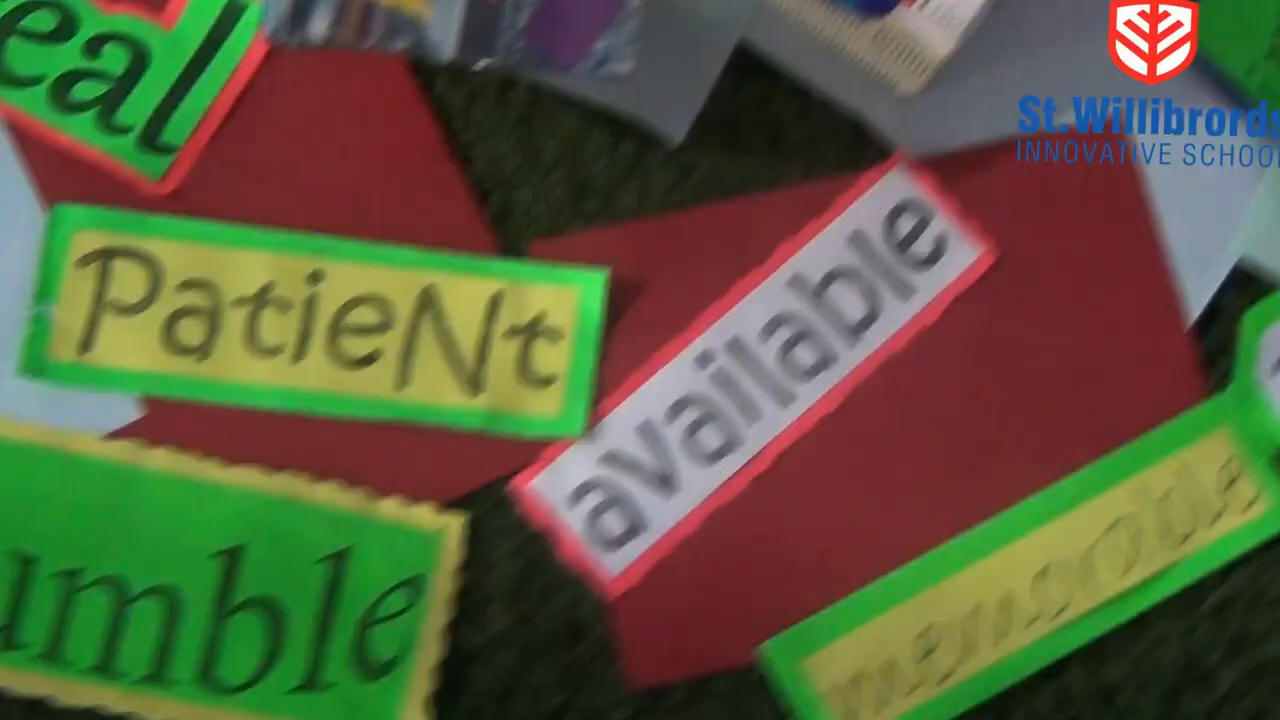 eal
PatieNt
available
umble
St.Willibrords
INNOVATIVE SCHOOL